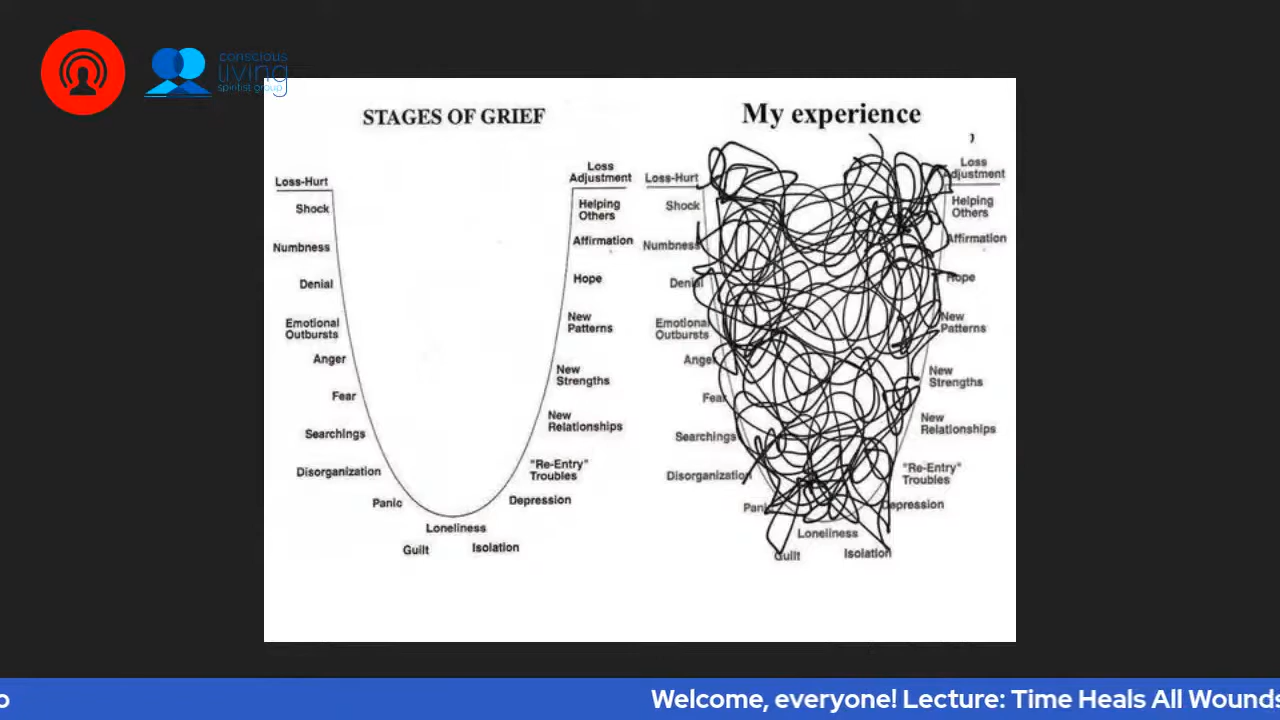 conscious
living
spiritist group
STAGES OF GRIEF
Loss-Hurt
Shock
Numbness
Denial
Emotional
Outbursts
Anger
Fear
Searchings
Disorganization
Panic
Guilt
Loneliness
Isolation
Depression
"Re-Entry"
Troubles
New
Relationships
New
Strengths
New
Patterns
Hope
Affirmation
Helping
Others
Loss
Adjustment
My experience
Loss-Hurt
Shock
Numbness
Denial
Emotional
Outbursts
Anger
Fear
Searchings
Disorganization
Panic
Guilt
Loneliness
Isolation
Depression
"Re-Entry"
Troubles
New
Relationships
New
Strengths
New
Patterns
Hope
Affirmation
Helping
Others
Loss
Adjustment
o
Welcome, everyone! Lecture: Time Heals All Wounds